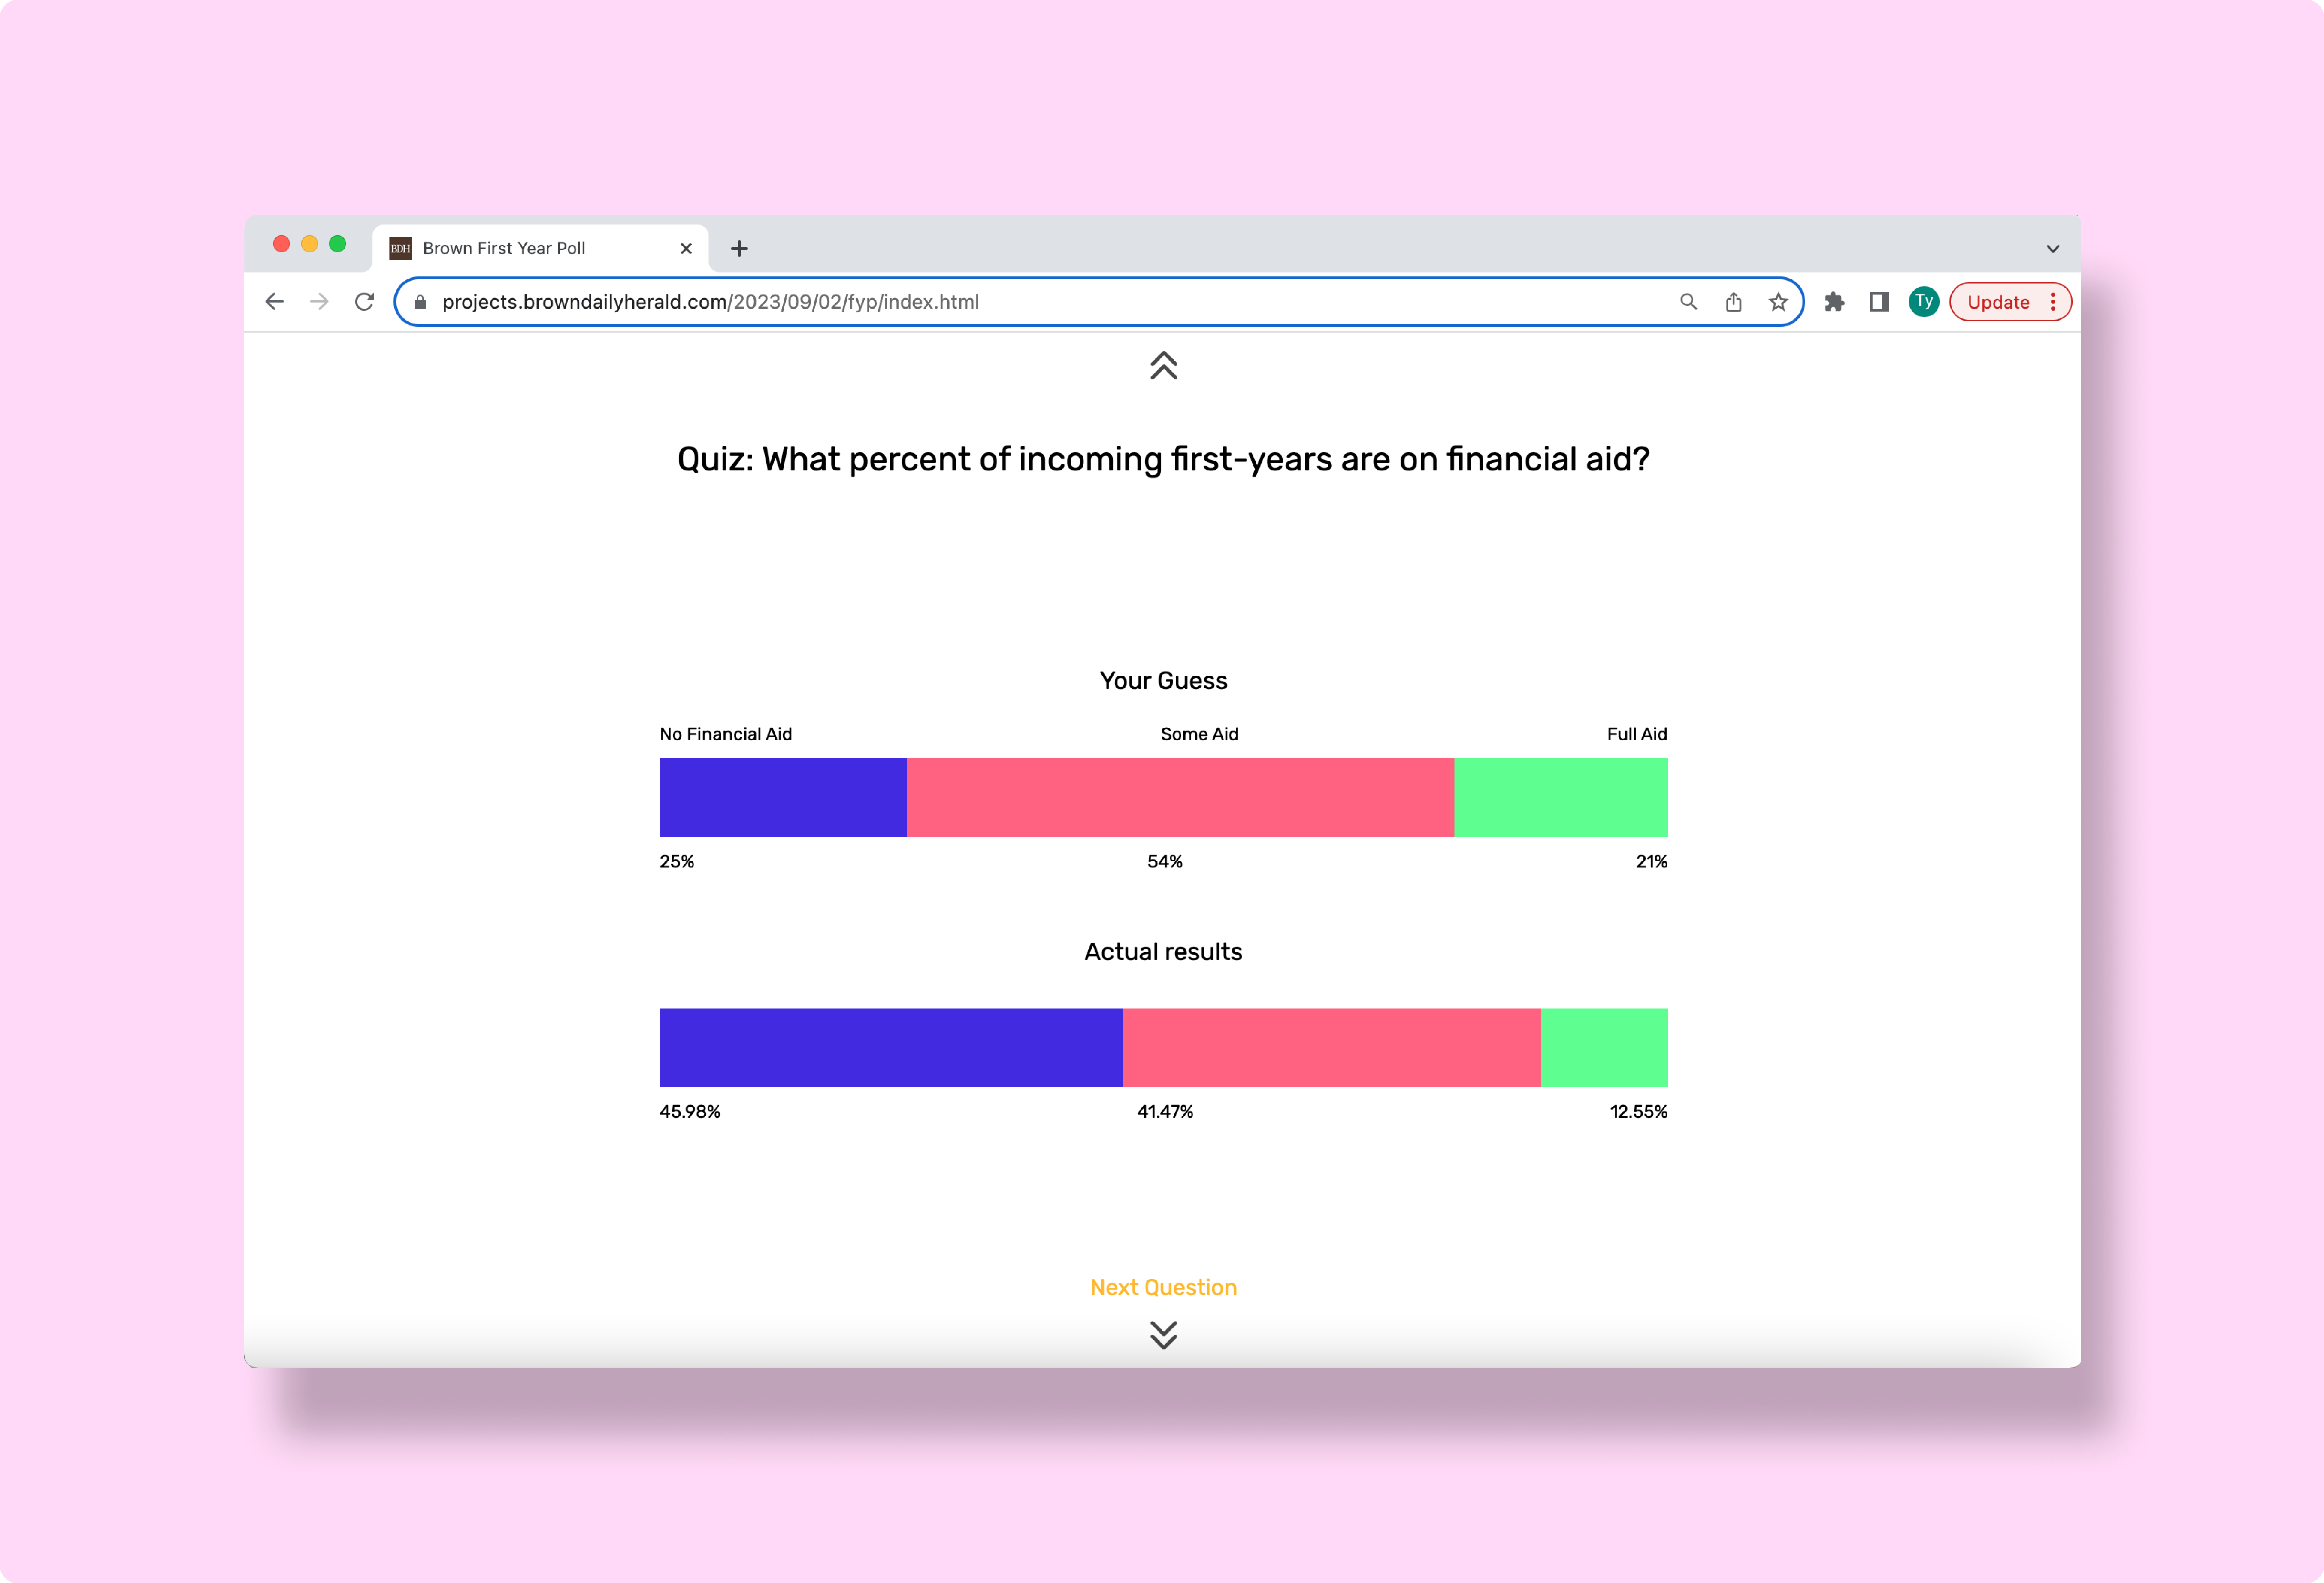 BDH Brown First Year Poll
projects.browndailyherald.com/2023/09/02/fyp/index.html Ty Update
Quiz: What percent of incoming first-years are on financial aid?
Your Guess
No Financial Aid Some Aid Full Aid
25% 54% 21%
Actual results
45.98% 41.47% 12.55%
Next Question